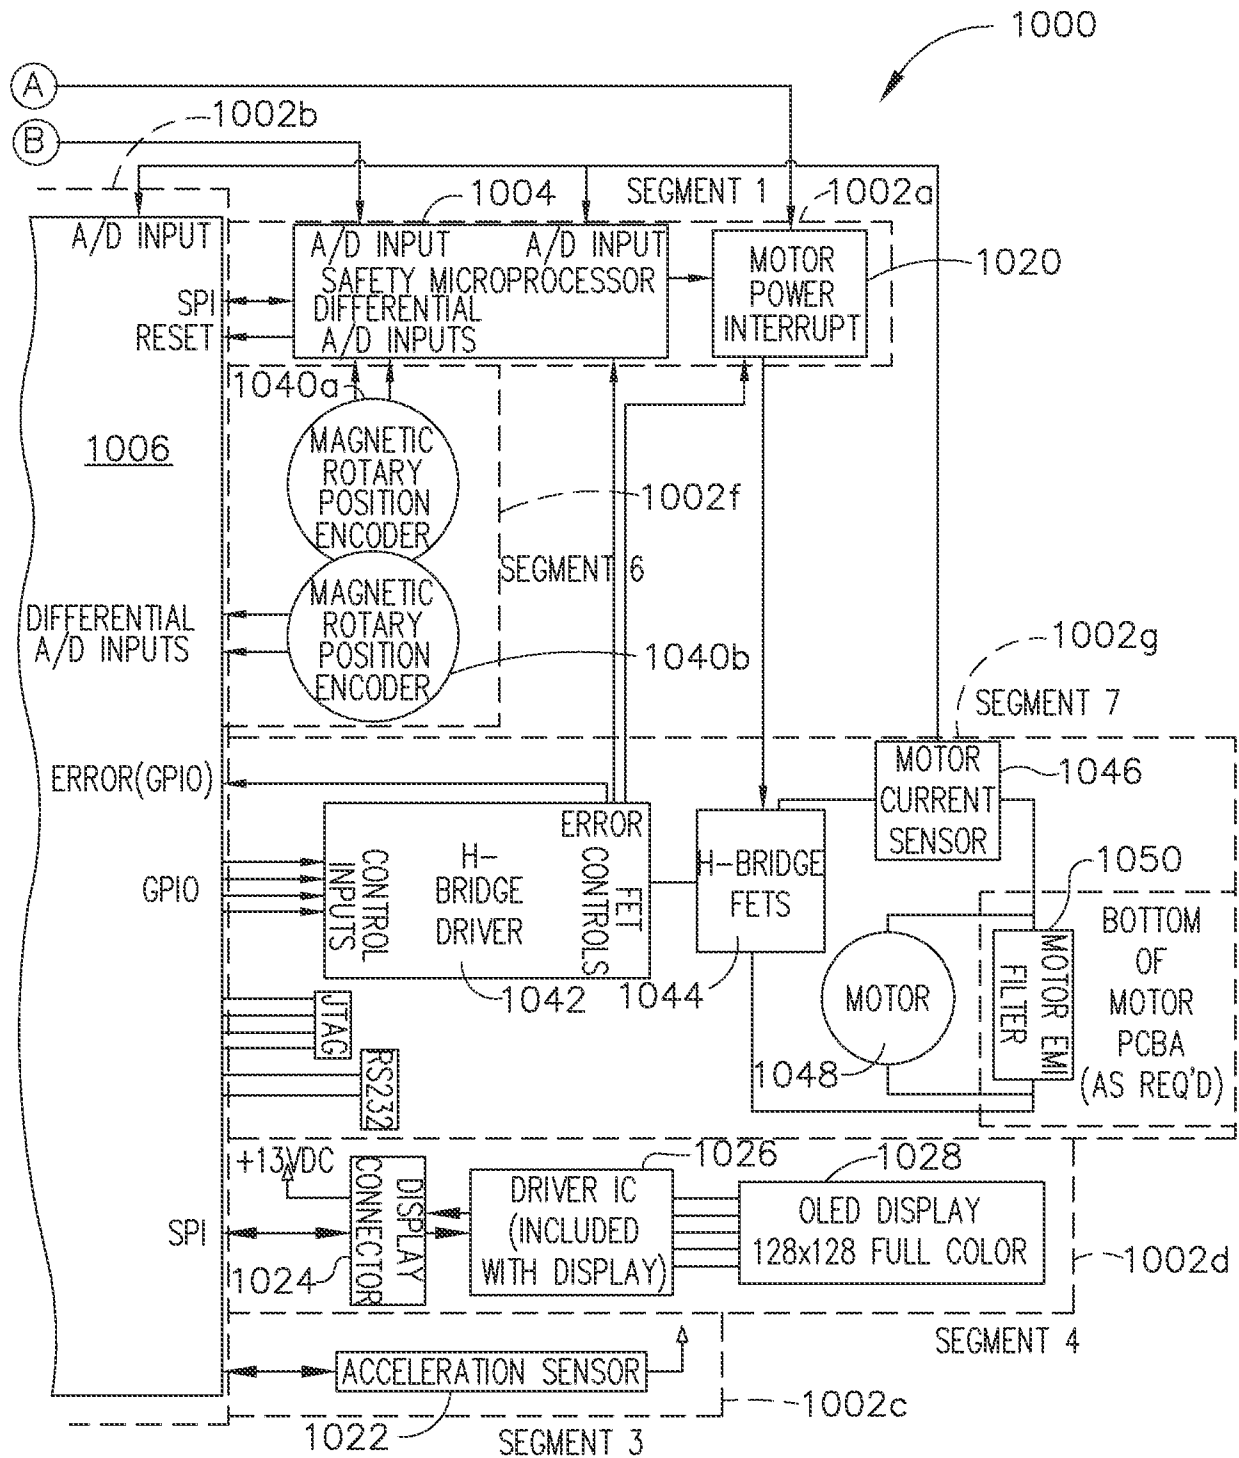 1000
A
1002b
B
1004
SEGMENT 1
1002a
A/D INPUT
A/D INPUT
A/D INPUT
SAFETY MICROPROCESSOR
DIFFERENTIAL
A/D INPUTS
MOTOR
POWER
INTERRUPT
1020
SPI
RESET
1040a
1006
MAGNETIC
ROTARY
POSITION
ENCODER
1002f
SEGMENT 6
MAGNETIC
ROTARY
POSITION
ENCODER
DIFFERENTIAL
A/D INPUTS
1040b
1002g
SEGMENT 7
ERROR(GPIO)
MOTOR
CURRENT
SENSOR
1046
ERROR
H-
BRIDGE
DRIVER
CONTROL
INPUTS
FET
CONTROLS
H-BRIDGE
FETS
1050
GPIO
BOTTOM
OF
MOTOR
PCBA
(AS REQ'D)
MOTOR EMI
FILTER
MOTOR
1042
1044
1048
JTAG
RS232
+13VDC
1026
1028
DISPLAY
CONNECTOR
DRIVER IC
(INCLUDED
WITH DISPLAY)
OLED DISPLAY
128x128 FULL COLOR
SPI
1024
1002d
SEGMENT 4
ACCELERATION SENSOR
1002c
1022
SEGMENT 3